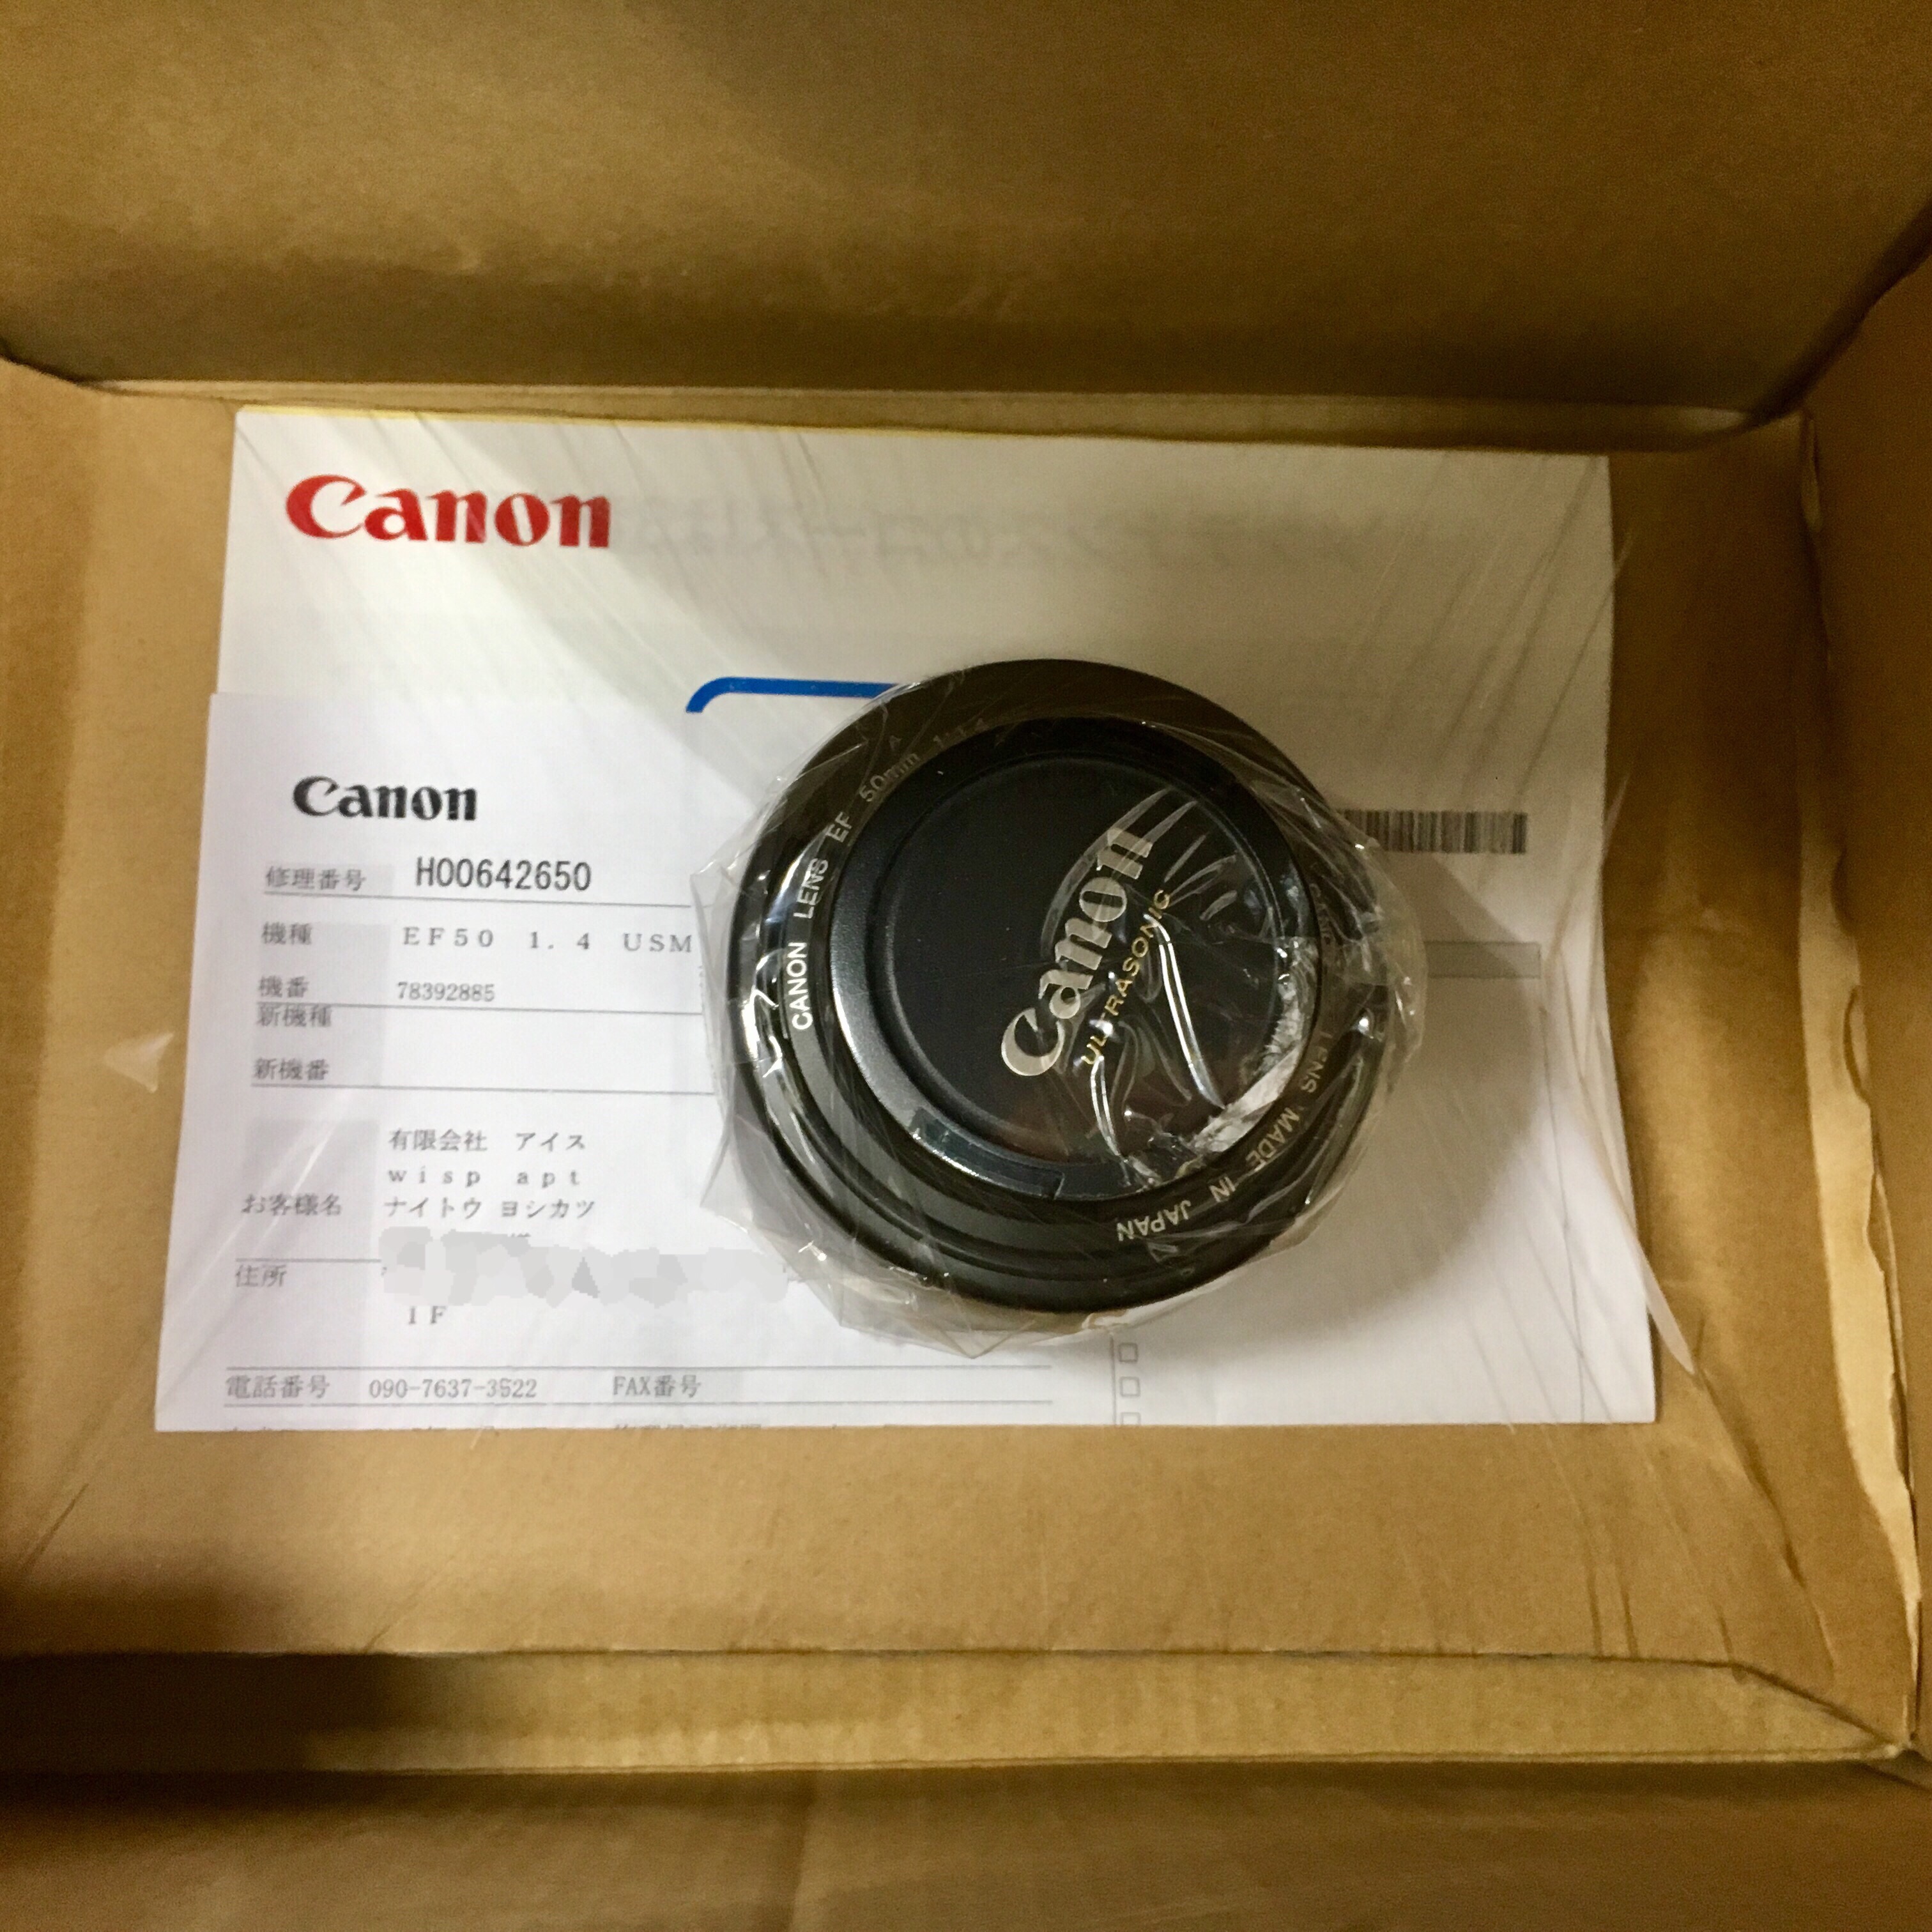 Canon
Canon
修理番号 H00642650
機種 EF50 1.4 USM
機番 78392885
新機種
新機番
有限会社 アイス
wisp apt
お客様名 ナイトウ ヨシカツ
住所
1F
電話番号 090-7637-3522 FAX番号
CANON LENS EF 50mm 1:1.4
Canon
ULTRASONIC
LENS MADE IN JAPAN